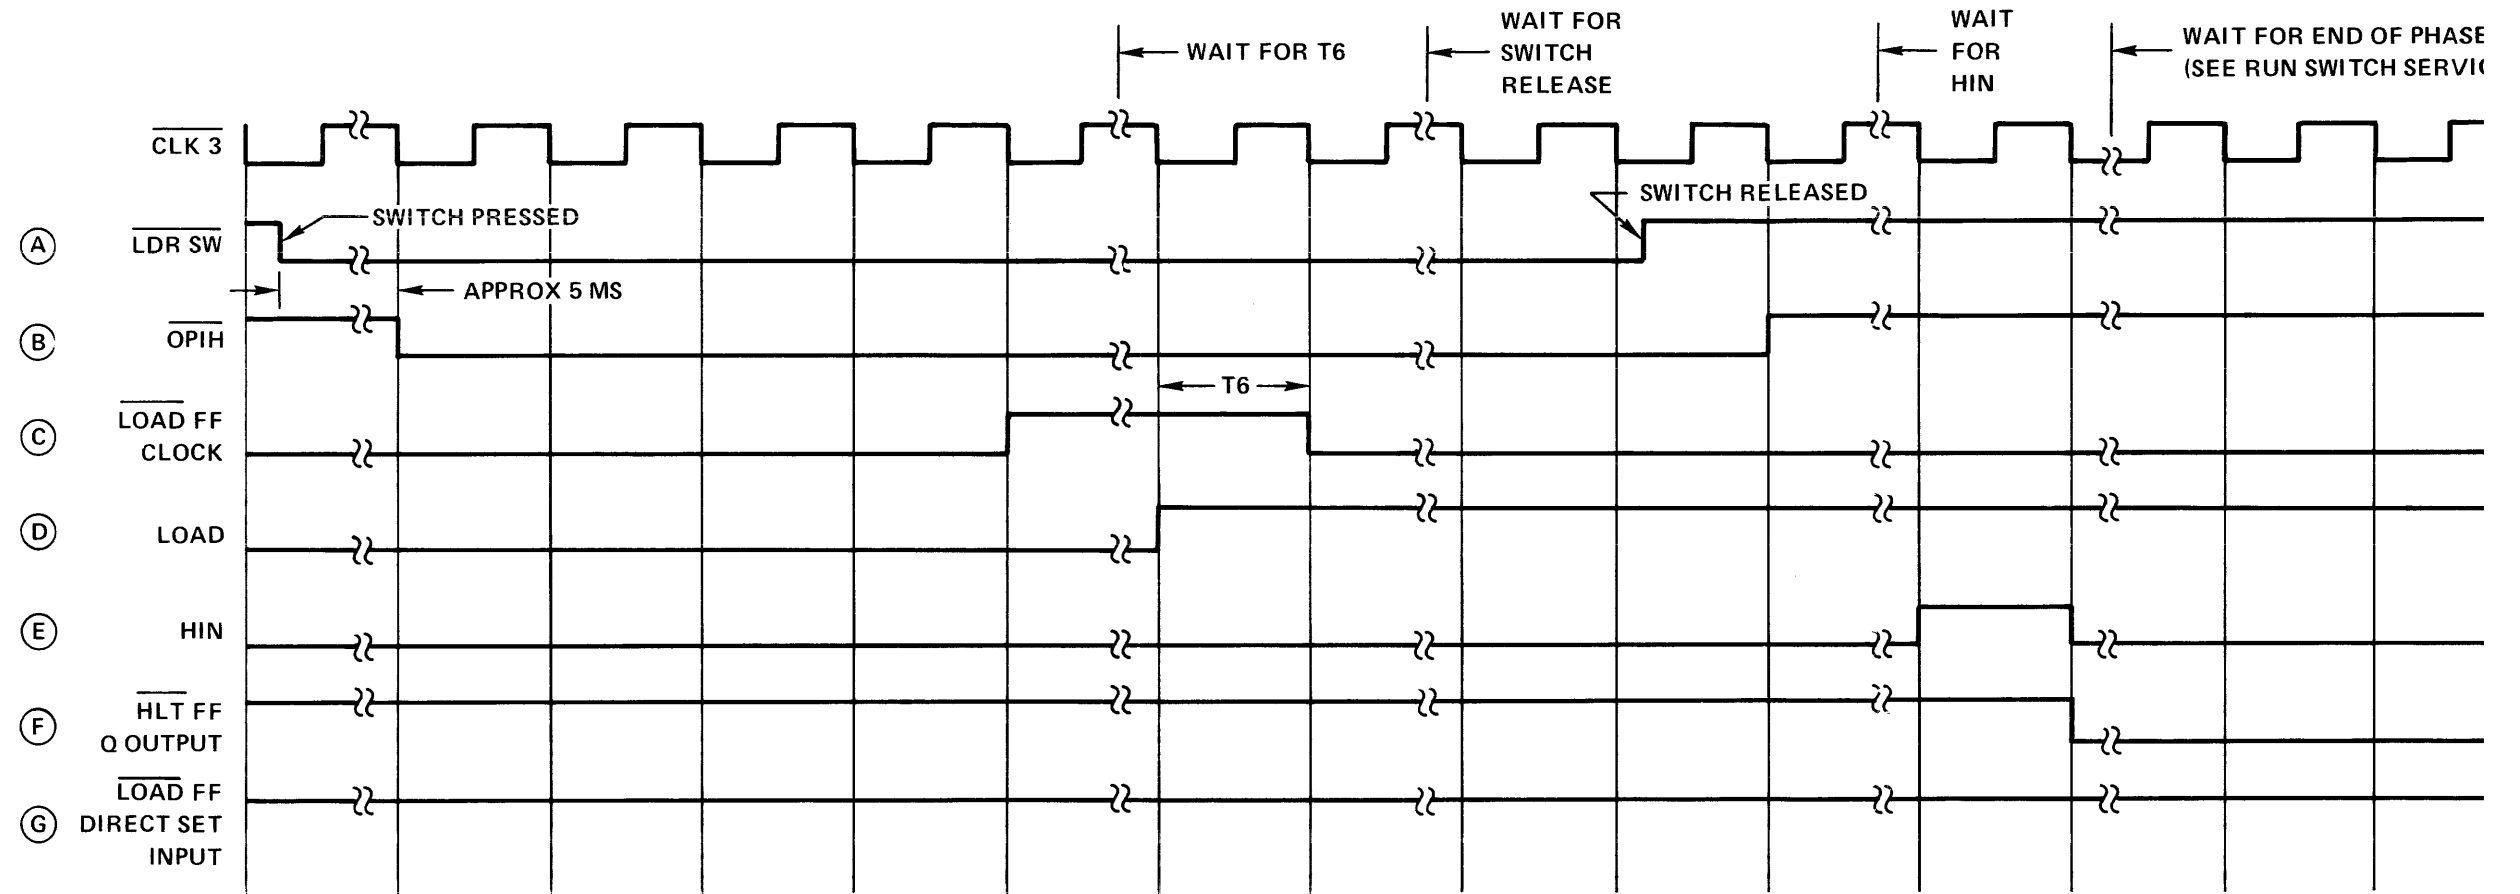 WAIT FOR T6
WAIT FOR
SWITCH
RELEASE
WAIT
FOR
HIN
WAIT FOR END OF PHASE
(SEE RUN SWITCH SERVIC
CLK 3
SWITCH RELEASED
SWITCH PRESSED
A
LDR SW
APPROX 5 MS
B
OPIH
T6
C
LOAD FF
CLOCK
D
LOAD
E
HIN
F
HLT FF
Q OUTPUT
G
LOAD FF
DIRECT SET
INPUT